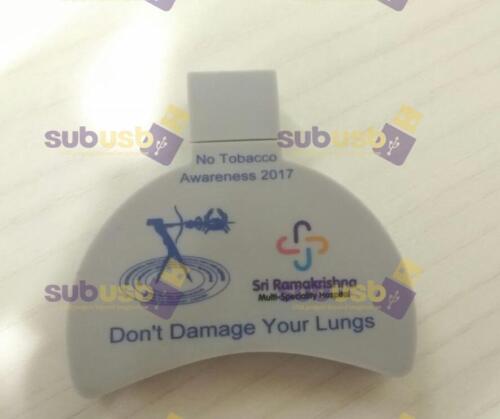 subusb
subusb
No Tobacco
Awareness 2017
Sri Ramakrishna
Multi-Speciality Hospital
subusb
subusb
Don't Damage Your Lungs